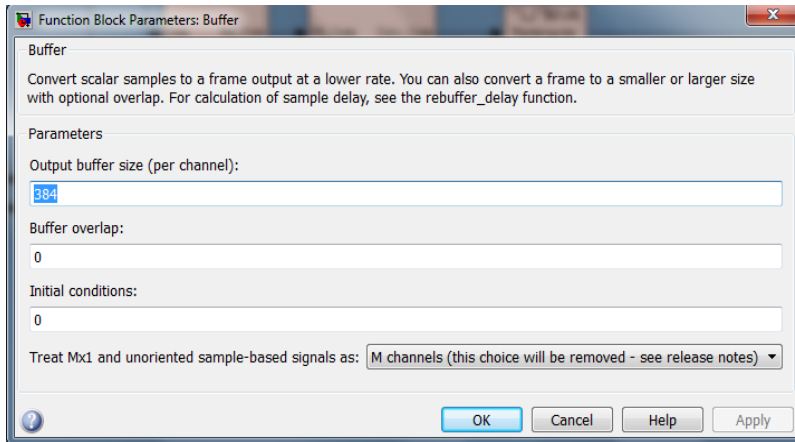 Function Block Parameters: Buffer
Buffer
Convert scalar samples to a frame output at a lower rate. You can also convert a frame to a smaller or larger size
with optional overlap. For calculation of sample delay, see the rebuffer_delay function.
Parameters
Output buffer size (per channel):
384
Buffer overlap:
0
Initial conditions:
0
Treat Mx1 and unoriented sample-based signals as: M channels (this choice will be removed - see release notes)
OK Cancel Help Apply